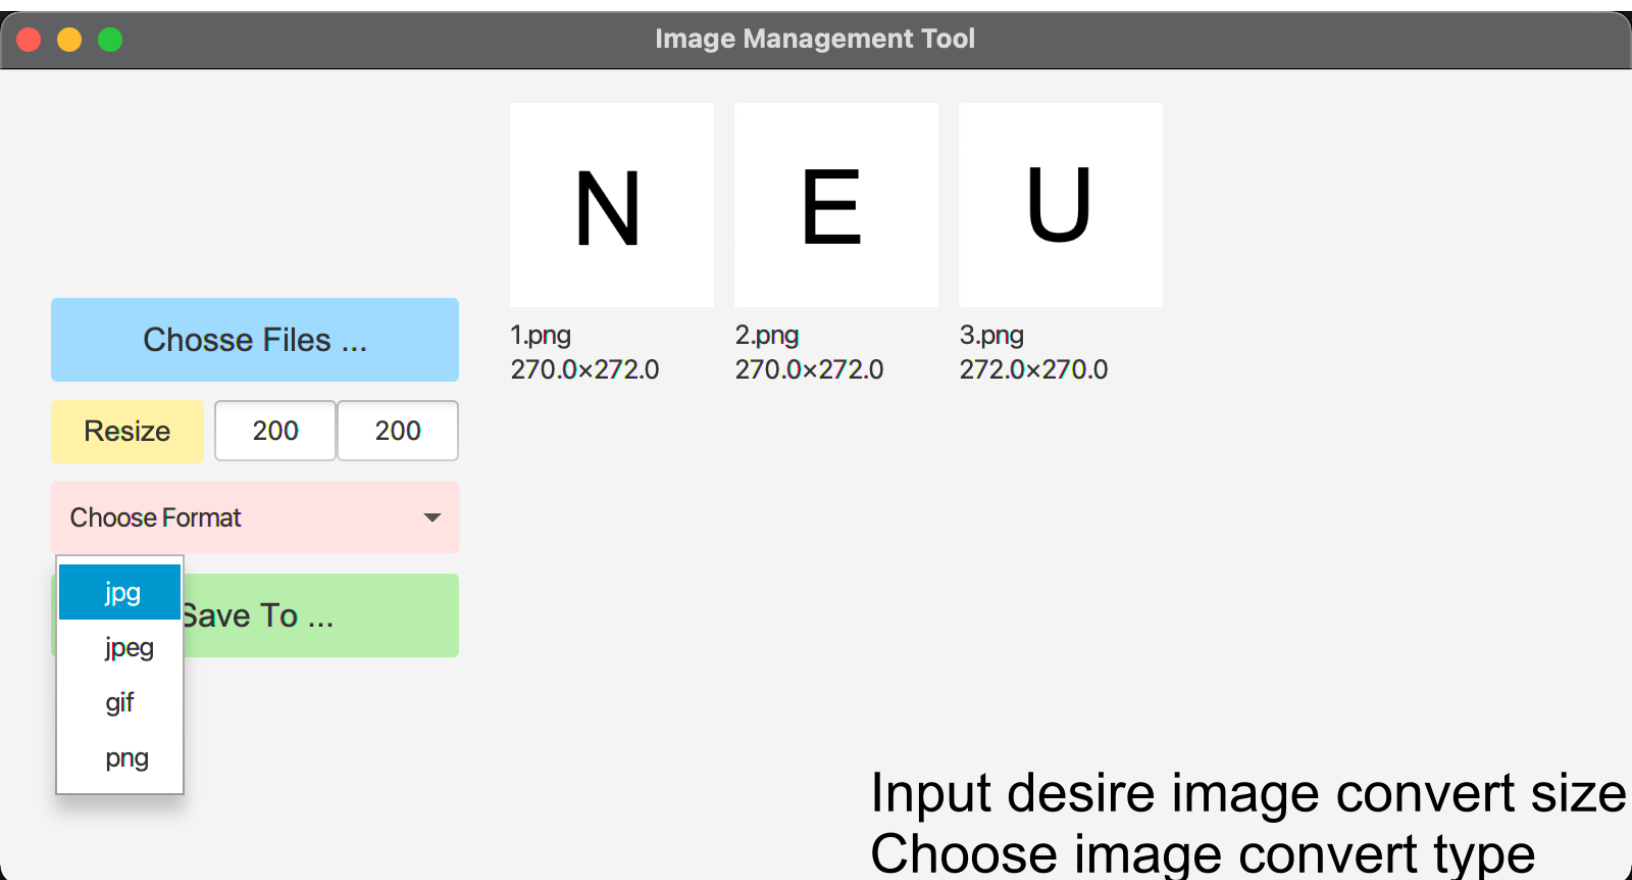 Image Management Tool
N
E
U
1.png
270.0×272.0
2.png
270.0×272.0
3.png
272.0×270.0
Chosse Files ...
Resize
200
200
Choose Format
jpg
jpeg
gif
png
Save To ...
Input desire image convert size
Choose image convert type